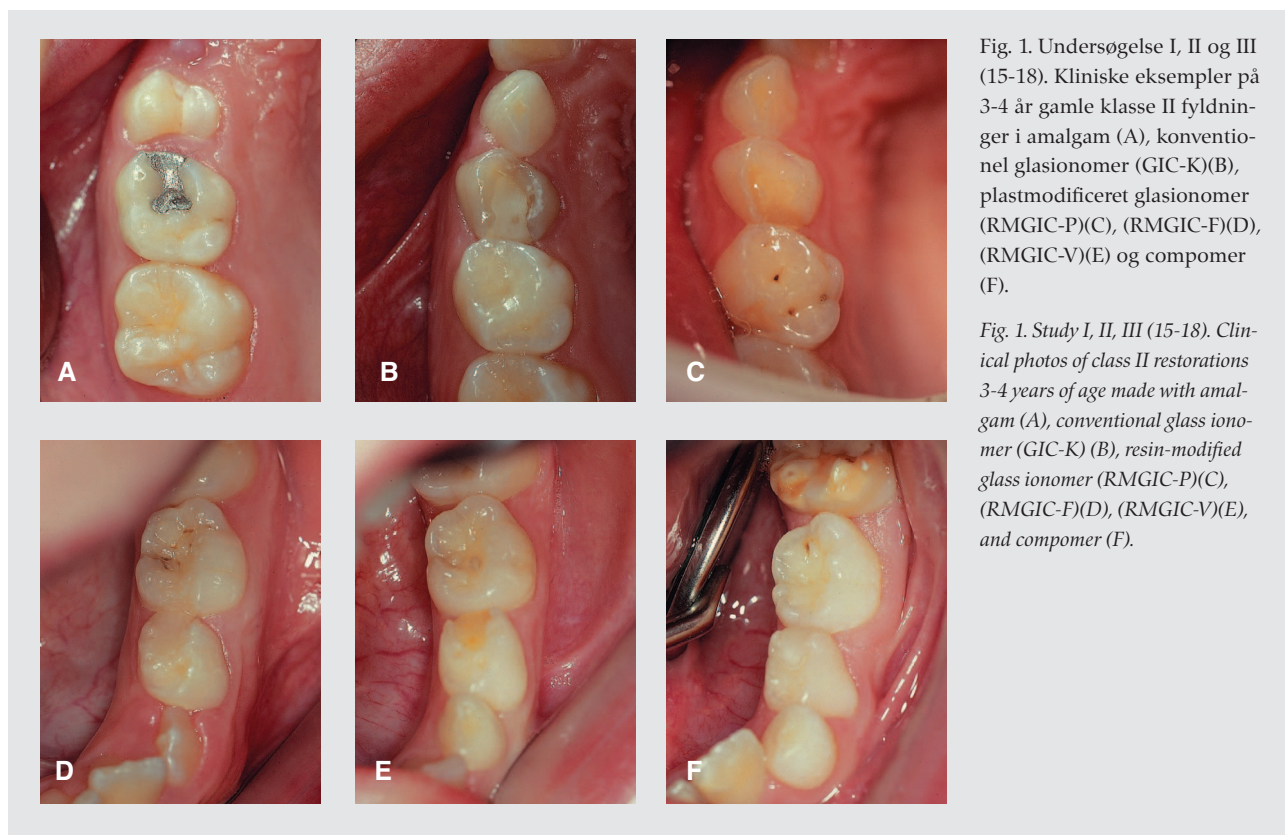 A
B
C
D
E
F
Fig. 1. Undersøgelse I, II og III
(15-18). Kliniske eksempler på
3-4 år gamle klasse II fyldnin-
ger i amalgam (A), konventio-
nel glasionomer (GIC-K)(B),
plastmodificeret glasionomer
(RMGIC-P)(C), (RMGIC-F)(D),
(RMGIC-V)(E) og compomer
(F).
Fig. 1. Study I, II, III (15-18). Clin-
ical photos of class II restorations
3-4 years of age made with amal-
gam (A), conventional glass iono-
mer (GIC-K) (B), resin-modified
glass ionomer (RMGIC-P)(C),
(RMGIC-F)(D), (RMGIC-V)(E),
and compomer (F).